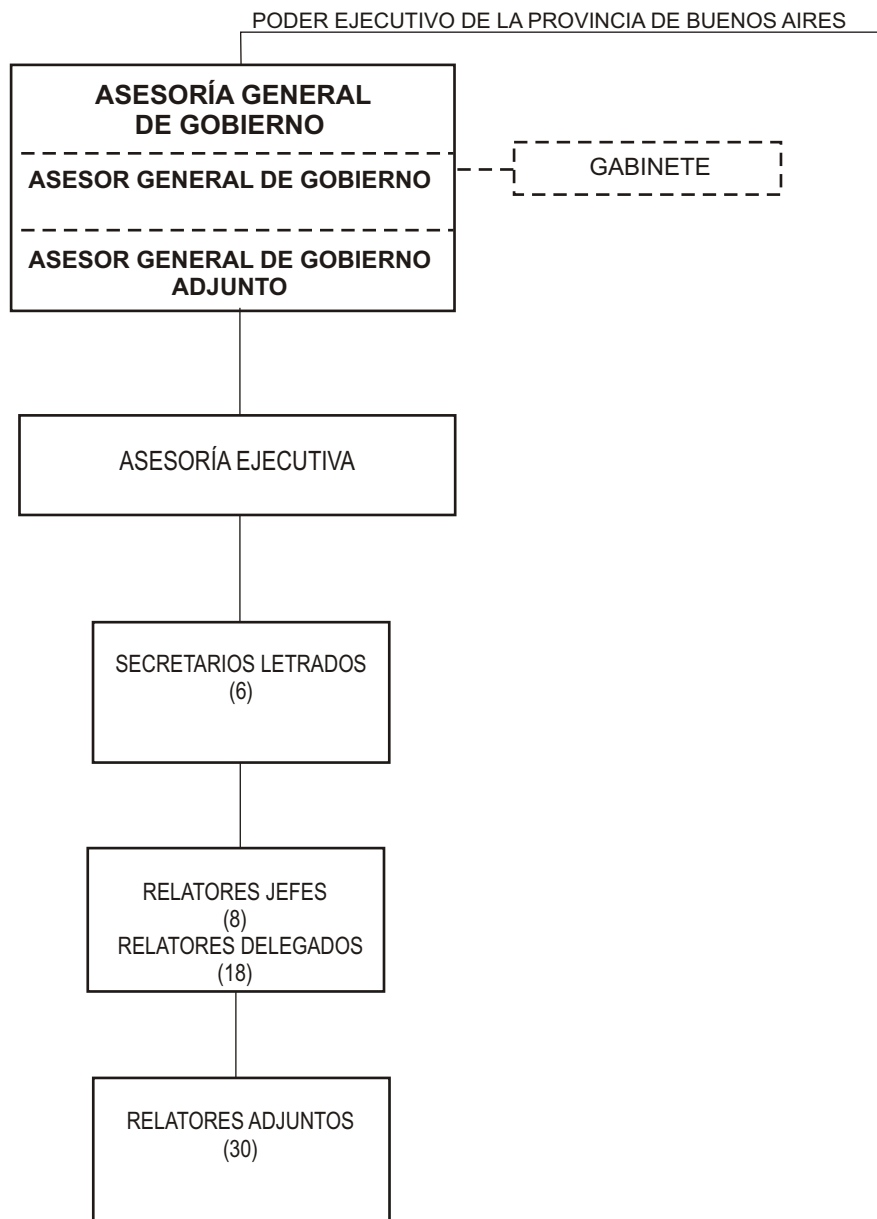 PODER EJECUTIVO DE LA PROVINCIA DE BUENOS AIRES
ASESORÍA GENERAL
DE GOBIERNO
ASESOR GENERAL DE GOBIERNO
GABINETE
ASESOR GENERAL DE GOBIERNO
ADJUNTO
ASESORÍA EJECUTIVA
SECRETARIOS LETRADOS
(6)
RELATORES JEFES
(8)
RELATORES DELEGADOS
(18)
RELATORES ADJUNTOS
(30)